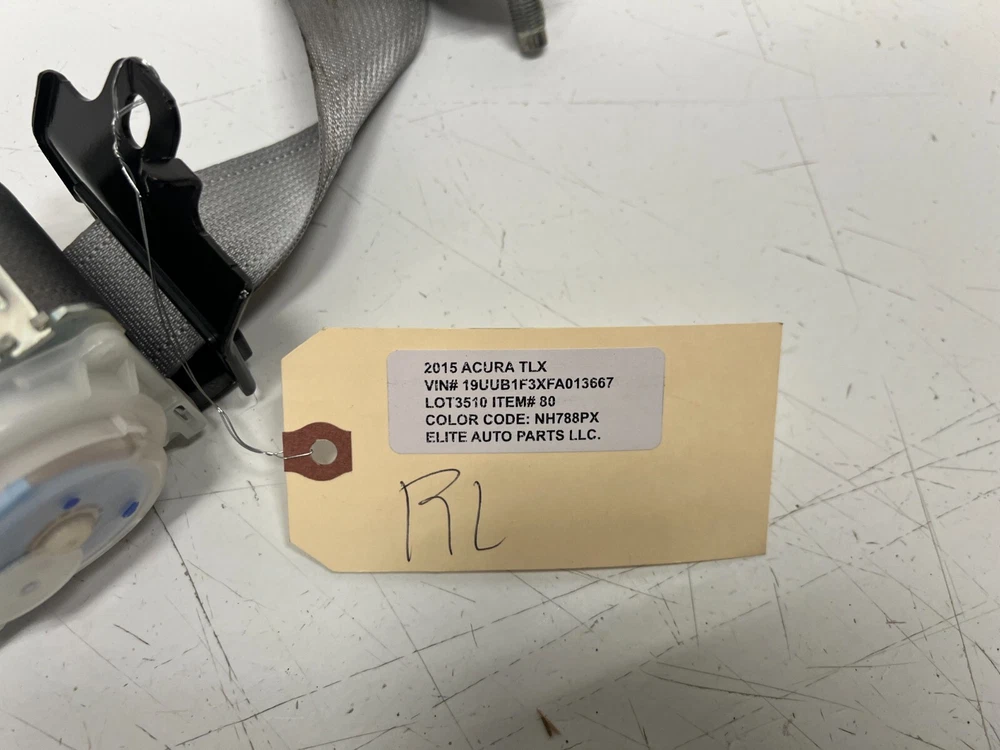 2015 ACURA TLX
VIN# 19UUB1F3XFA013667
LOT3510 ITEM# 80
COLOR CODE: NH788PX
ELITE AUTO PARTS LLC.
RL